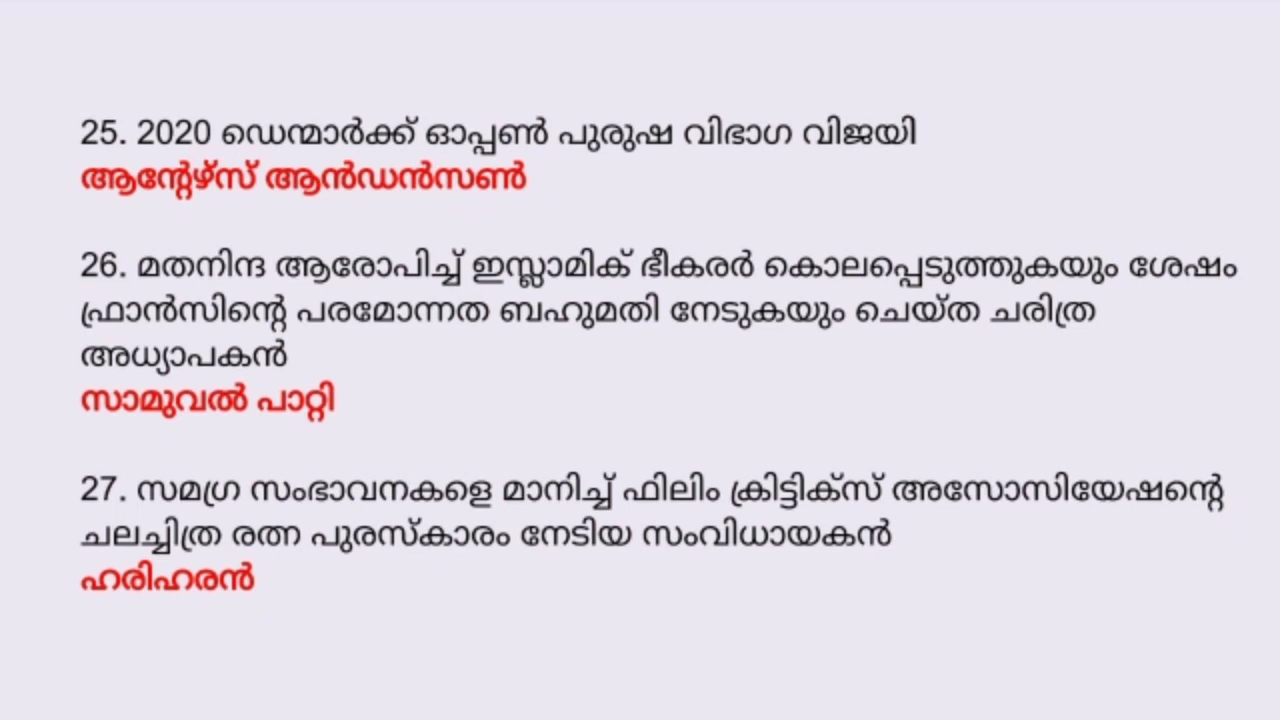 25. 2020 ഡെന്മാർക്ക് ഓപ്പൺ പുരുഷ വിഭാഗ വിജയി
ആന്റേഴ്സ് ആൻഡൻസൺ
26. മതനിന്ദ ആരോപിച്ച് ഇസ്ലാമിക് ഭീകരർ കൊലപ്പെടുത്തുകയും ശേഷം
ഫ്രാൻസിന്റെ പരമോന്നത ബഹുമതി നേടുകയും ചെയ്ത ചരിത്ര
അധ്യാപകൻ
സാമുവൽ പാറ്റി
27. സമഗ്ര സംഭാവനകളെ മാനിച്ച് ഫിലിം ക്രിട്ടിക്സ് അസോസിയേഷന്റെ
ചലച്ചിത്ര രത്ന പുരസ്കാരം നേടിയ സംവിധായകൻ
ഹരിഹരൻ